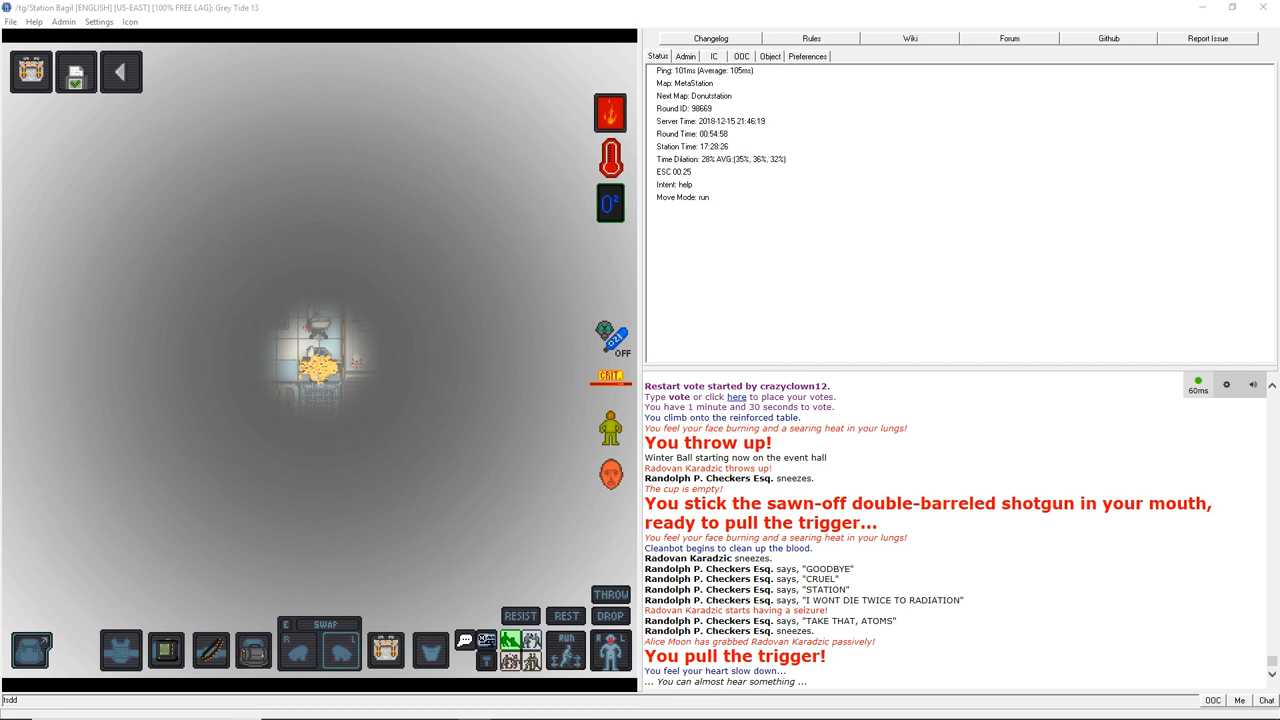 /tg/Station Bagil [ENGLISH] [US-EAST] [100% FREE LAG]: Grey Tide 13
File Help Admin Settings Icon
Changelog Rules Wiki Forum Github Report Issue
Status Admin IC OOC Object Preferences
Ping: 101ms (Average: 105ms)
Map: MetaStation
Next Map: Donutstation
Round ID: 98669
Server Time: 2018-12-15 21:46:19
Round Time: 00:54:58
Station Time: 17:28:26
Time Dilation: 28% AVG:(35%, 36%, 32%)
ESC 00:25
Intent: help
Move Mode: run
O²
OFF
CRIT.
60ms
Restart vote started by crazyclown12.
Type vote or click here to place your votes.
You have 1 minute and 30 seconds to vote.
You climb onto the reinforced table.
You feel your face burning and a searing heat in your lungs!
You throw up!
Winter Ball starting now on the event hall
Radovan Karadzic throws up!
Randolph P. Checkers Esq. sneezes.
The cup is empty!
You stick the sawn-off double-barreled shotgun in your mouth,
ready to pull the trigger...
You feel your face burning and a searing heat in your lungs!
Cleanbot begins to clean up the blood.
Radovan Karadzic sneezes.
Randolph P. Checkers Esq. says, "GOODBYE"
Randolph P. Checkers Esq. says, "CRUEL"
Randolph P. Checkers Esq. says, "STATION"
Randolph P. Checkers Esq. says, "I WONT DIE TWICE TO RADIATION"
Radovan Karadzic starts having a seizure!
Randolph P. Checkers Esq. says, "TAKE THAT, ATOMS"
Randolph P. Checkers Esq. sneezes.
Alice Moon has grabbed Radovan Karadzic passively!
You pull the trigger!
You feel your heart slow down...
... You can almost hear something ...
THROW
RESIST REST DROP
E SWAP
R L RUN R L
tsdd
OOC Me Chat